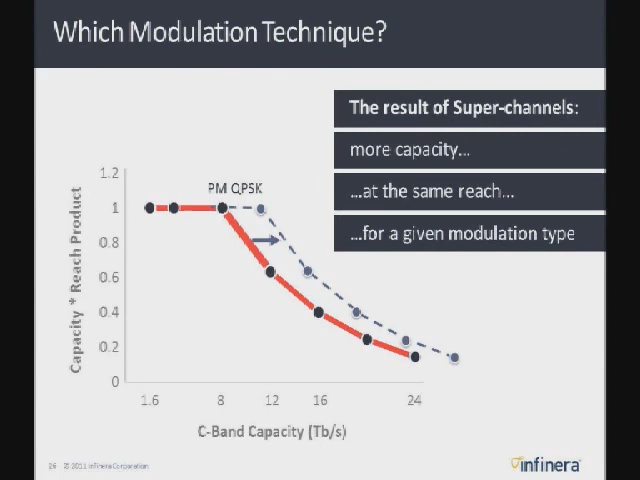 Which Modulation Technique?
The result of Super-channels:
more capacity...
...at the same reach...
...for a given modulation type
PM QPSK
Capacity * Reach Product
1.2
1
0.8
0.6
0.4
0.2
0
1.6 8 12 16 24
C-Band Capacity (Tb/s)
26 © 2011 Infinera Corporation
infinera